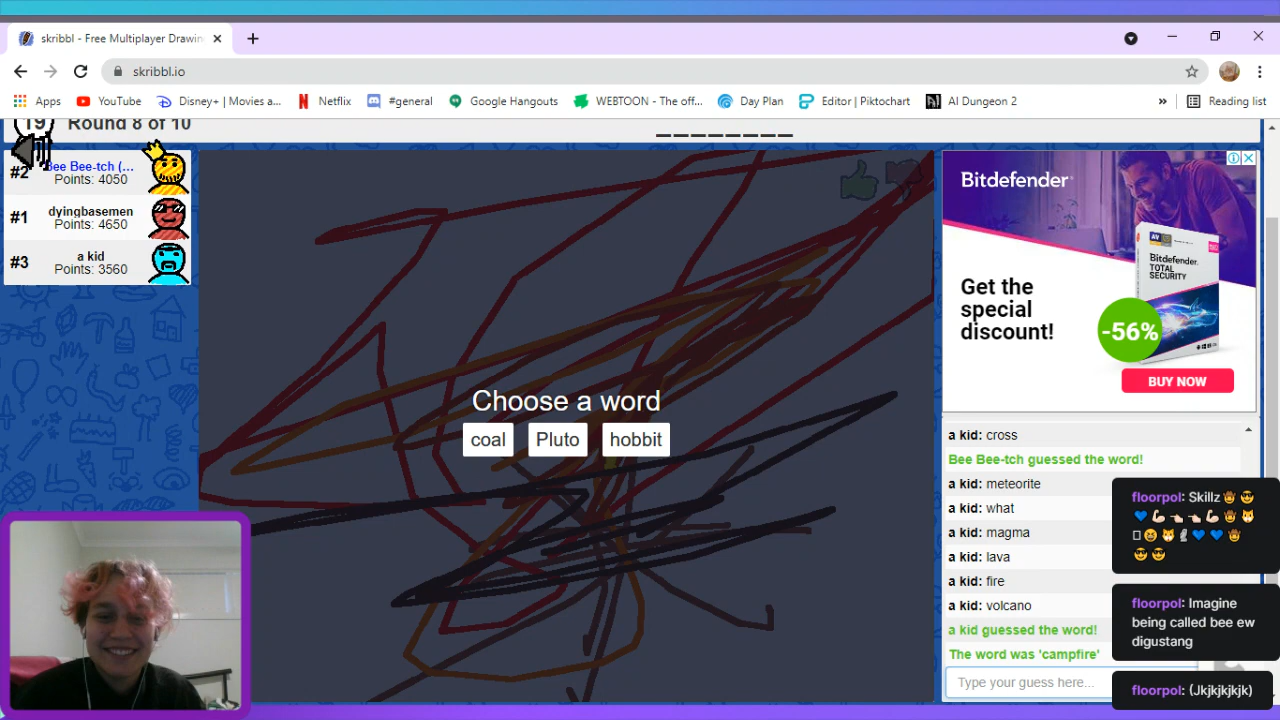 skribbl - Free Multiplayer Drawin
skribbl.io
Apps YouTube Disney+ | Movies a... Netflix #general Google Hangouts WEBTOON - The off... Day Plan Editor | Piktochart AI Dungeon 2 » Reading list
19 Round 8 of 10 ________
#2 Bee Bee-tch (...
Points: 4050
#1 dyingbasemen
Points: 4650
#3 a kid
Points: 3560
Choose a word
coal Pluto hobbit
Bitdefender
Bitdefender
TOTAL
SECURITY
Get the
special
discount!
-56%
BUY NOW
a kid: cross
Bee Bee-tch guessed the word!
a kid: meteorite
a kid: what
a kid: magma
a kid: lava
a kid: fire
a kid: volcano
a kid guessed the word!
The word was 'campfire'
Type your guess here...
floorpol: Skillz
floorpol: Imagine
being called bee ew
digustang
floorpol: (Jkjkjkjkjk)